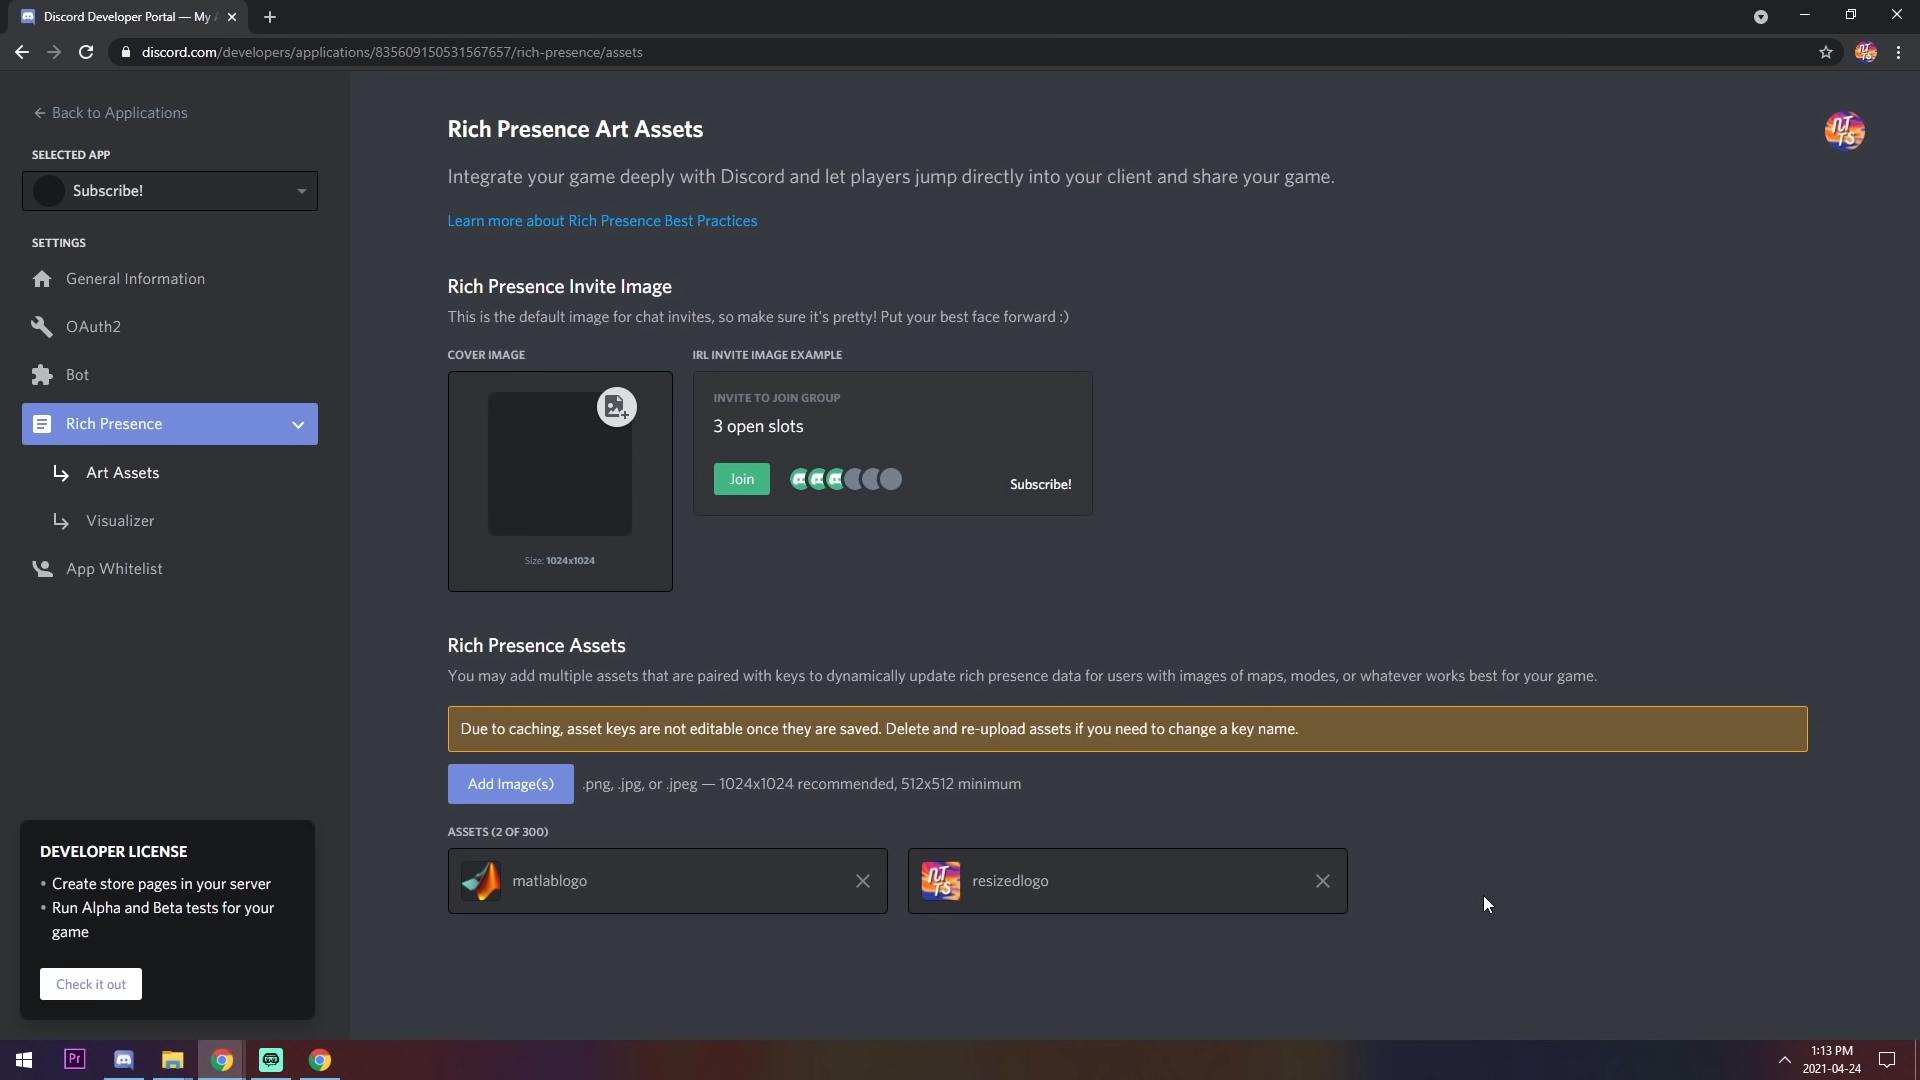 Discord Developer Portal — My A
discord.com/developers/applications/835609150531567657/rich-presence/assets
Back to Applications
SELECTED APP
Subscribe!
SETTINGS
General Information
OAuth2
Bot
Rich Presence
Art Assets
Visualizer
App Whitelist
DEVELOPER LICENSE
• Create store pages in your server
• Run Alpha and Beta tests for your
game
Check it out
Rich Presence Art Assets
Integrate your game deeply with Discord and let players jump directly into your client and share your game.
Learn more about Rich Presence Best Practices
Rich Presence Invite Image
This is the default image for chat invites, so make sure it's pretty! Put your best face forward :)
COVER IMAGE
Size: 1024x1024
IRL INVITE IMAGE EXAMPLE
INVITE TO JOIN GROUP
3 open slots
Join
Subscribe!
Rich Presence Assets
You may add multiple assets that are paired with keys to dynamically update rich presence data for users with images of maps, modes, or whatever works best for your game.
Due to caching, asset keys are not editable once they are saved. Delete and re-upload assets if you need to change a key name.
Add Image(s)
.png, .jpg, or .jpeg — 1024x1024 recommended, 512x512 minimum
ASSETS (2 OF 300)
matlablogo
NT
TS
resizedlogo
NT
TS
Pr
1:13 PM
2021-04-24